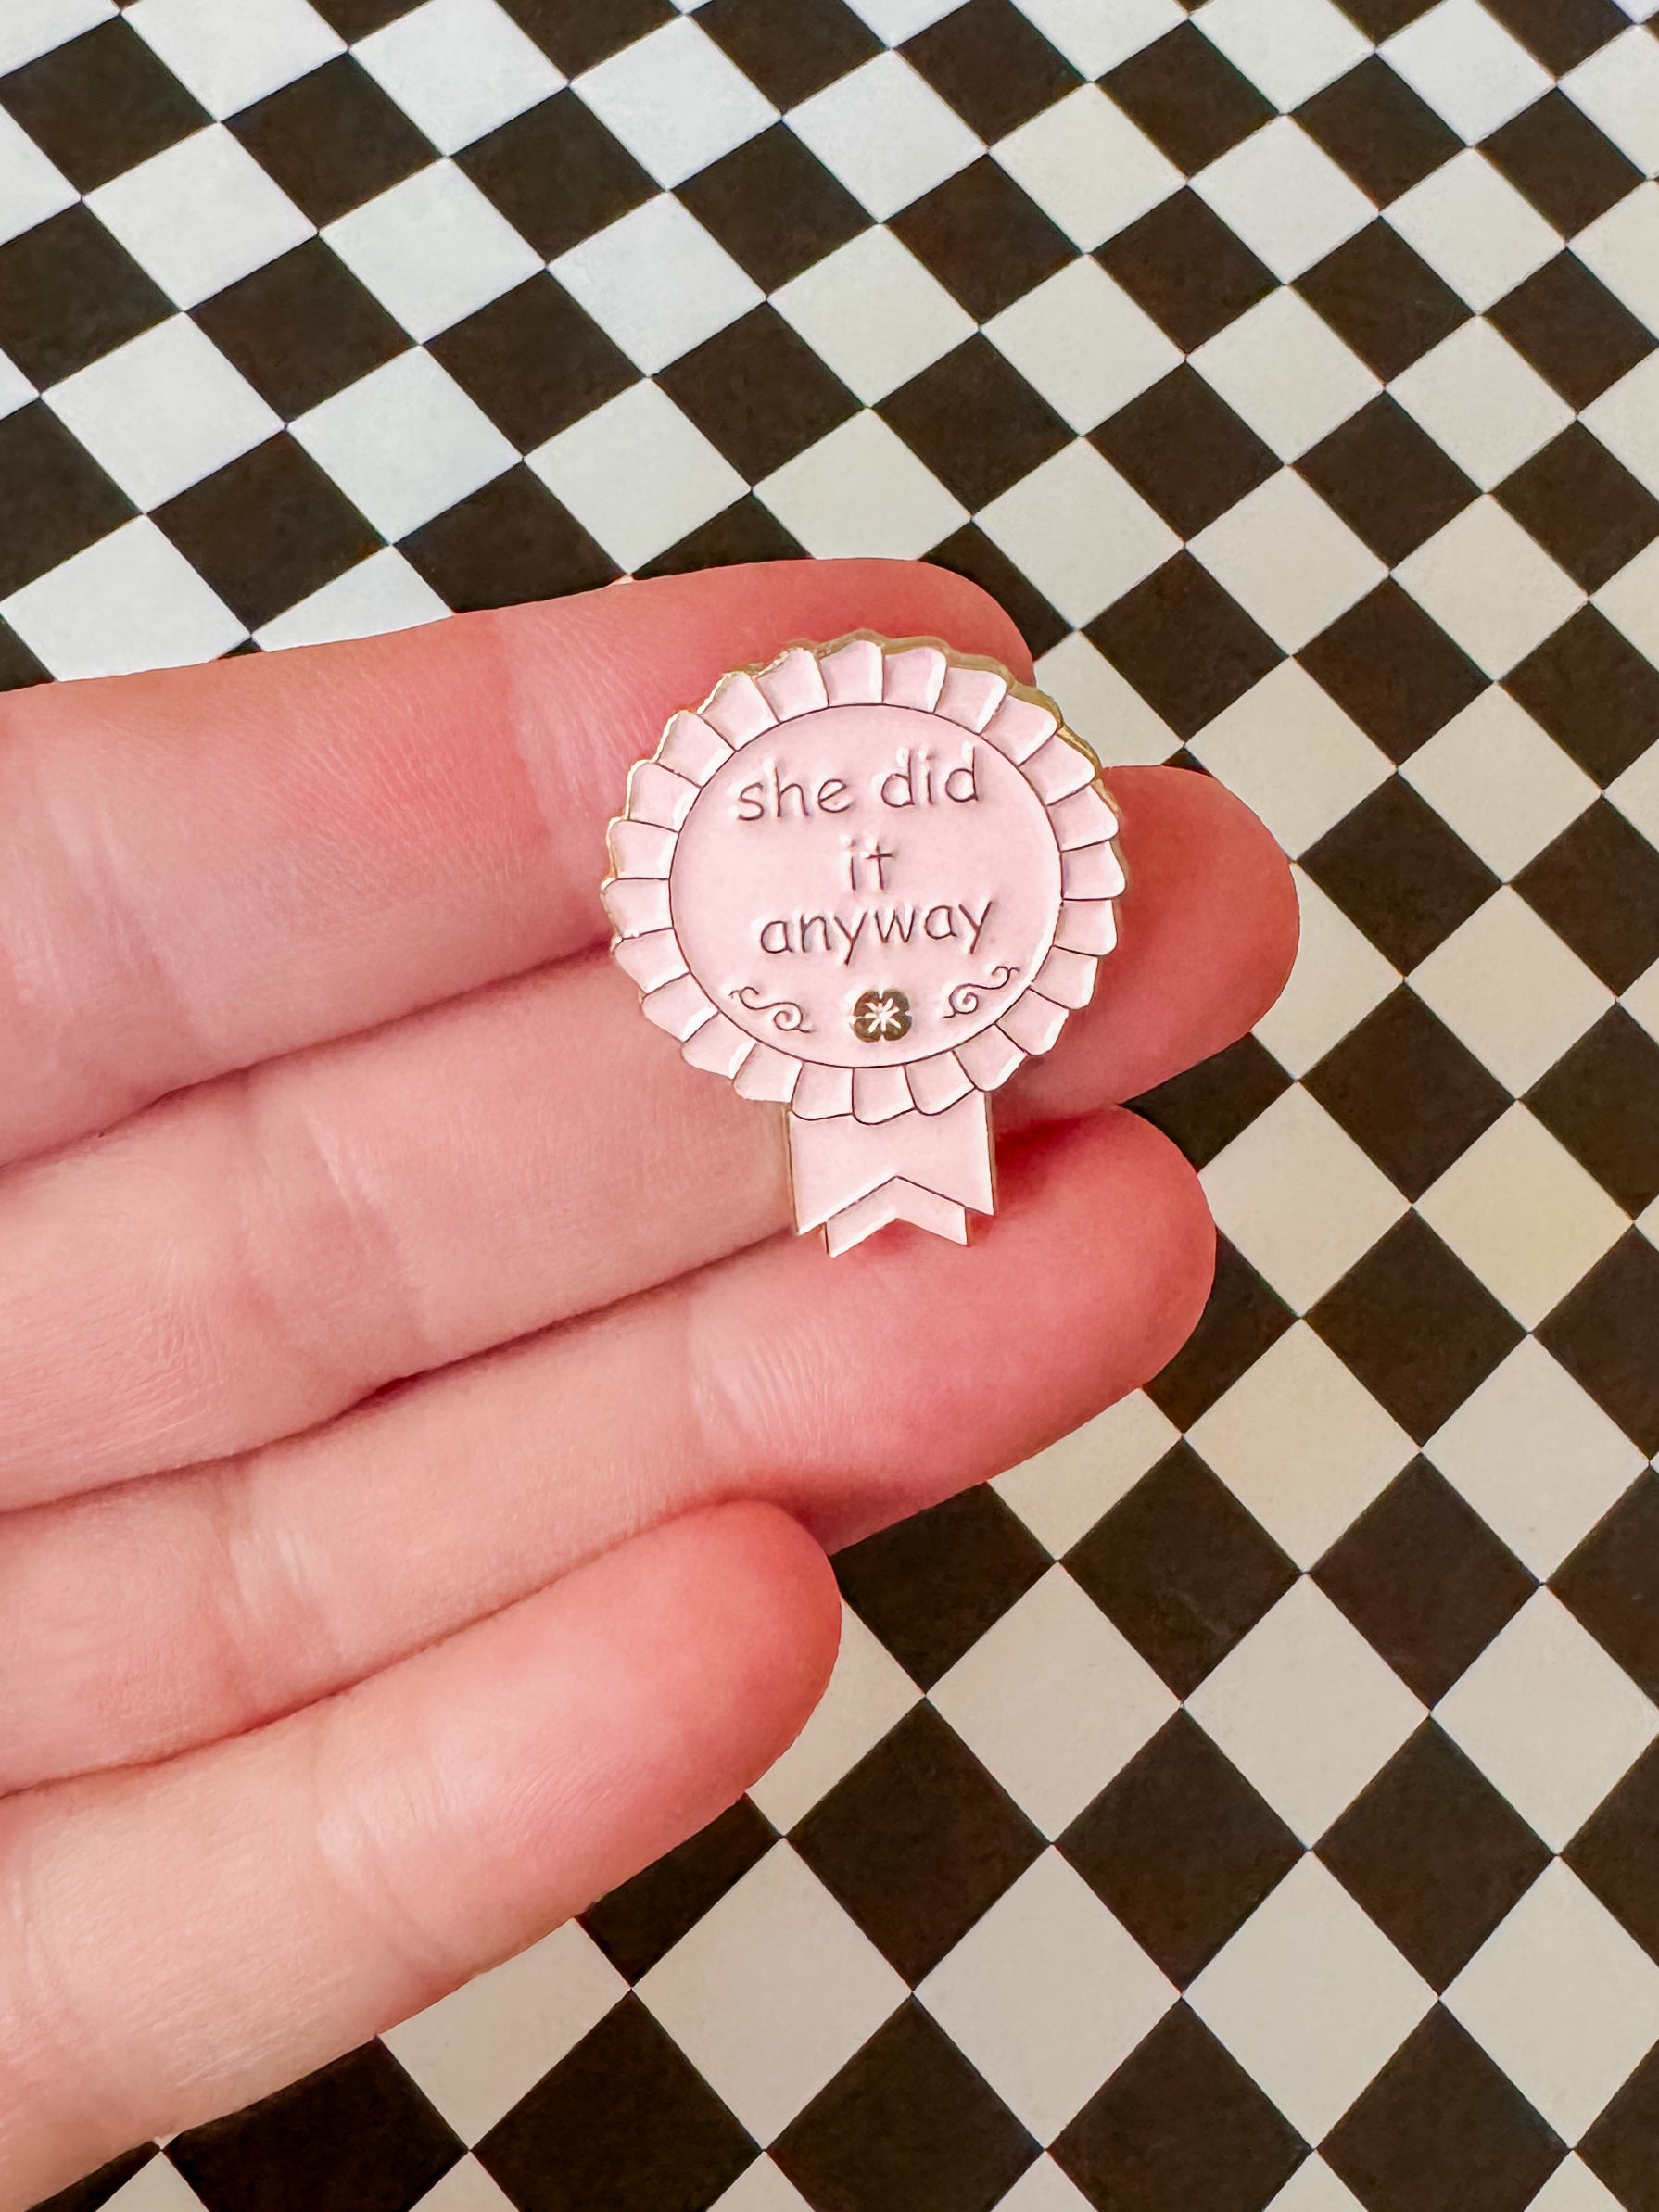 she did
it
anyway